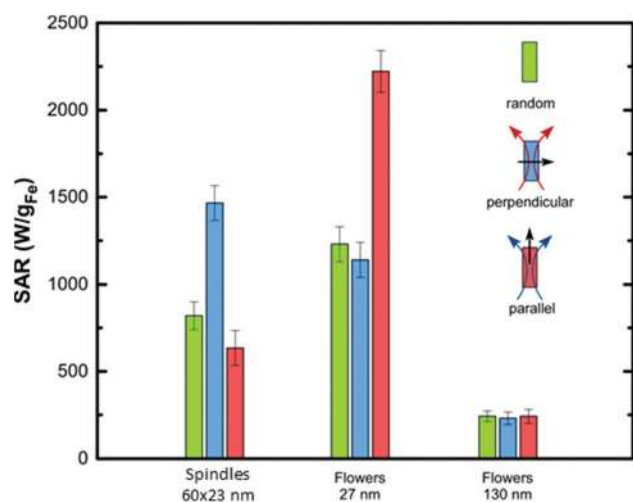 SAR (W/gFe)
2500
2000
1500
1000
500
0
random
perpendicular
parallel
Spindles
60x23 nm
Flowers
27 nm
Flowers
130 nm